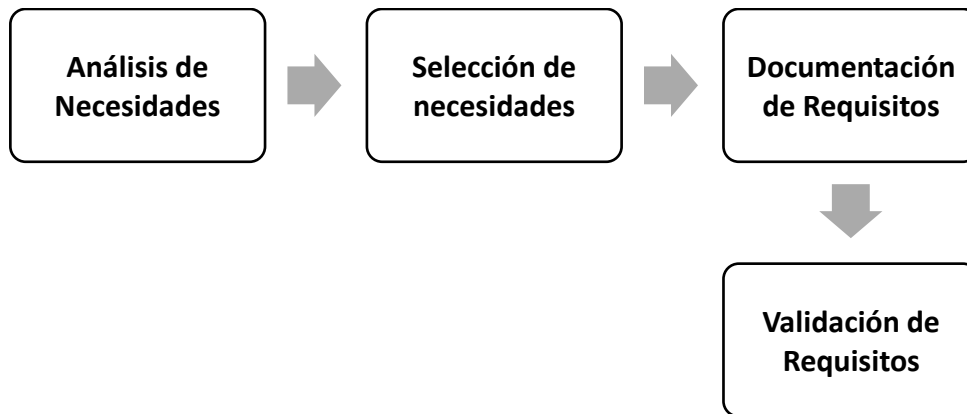 Análisis de
Necesidades
Selección de
necesidades
Documentación
de Requisitos
Validación de
Requisitos